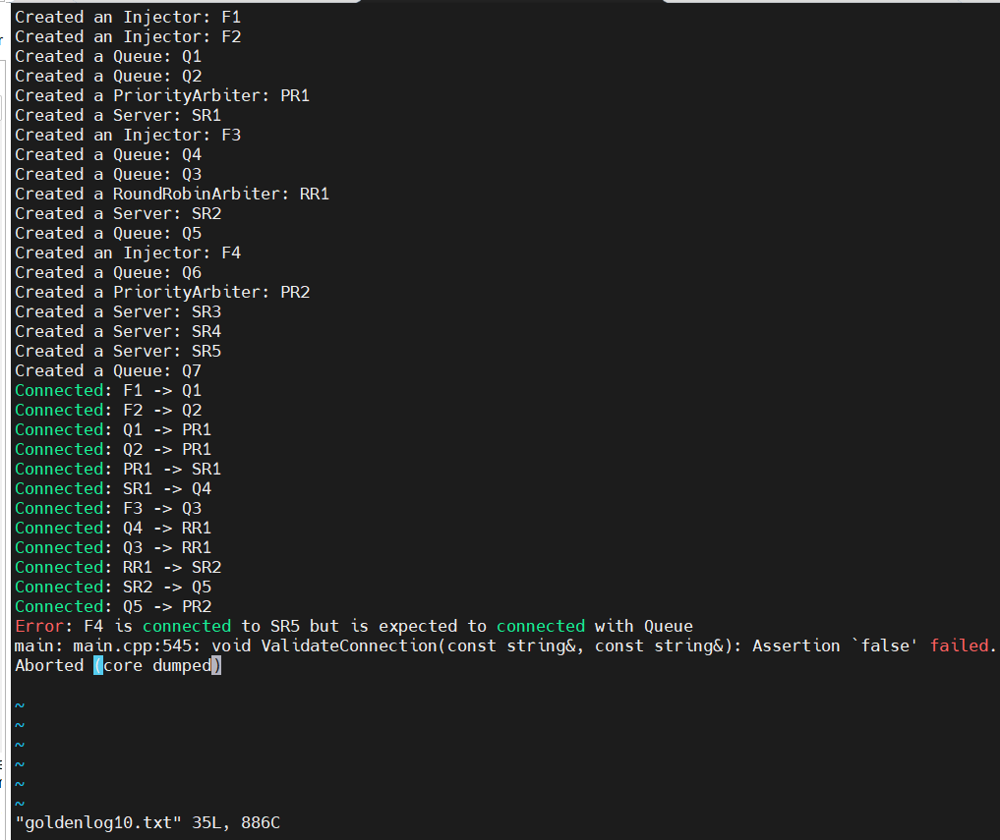 Created an Injector: F1
Created an Injector: F2
Created a Queue: Q1
Created a Queue: Q2
Created a PriorityArbiter: PR1
Created a Server: SR1
Created an Injector: F3
Created a Queue: Q4
Created a Queue: Q3
Created a RoundRobinArbiter: RR1
Created a Server: SR2
Created a Queue: Q5
Created an Injector: F4
Created a Queue: Q6
Created a PriorityArbiter: PR2
Created a Server: SR3
Created a Server: SR4
Created a Server: SR5
Created a Queue: Q7
Connected: F1 -> Q1
Connected: F2 -> Q2
Connected: Q1 -> PR1
Connected: Q2 -> PR1
Connected: PR1 -> SR1
Connected: SR1 -> Q4
Connected: F3 -> Q3
Connected: Q4 -> RR1
Connected: Q3 -> RR1
Connected: RR1 -> SR2
Connected: SR2 -> Q5
Connected: Q5 -> PR2
Error: F4 is connected to SR5 but is expected to connected with Queue
main: main.cpp:545: void ValidateConnection(const string&, const string&): Assertion `false' failed.
Aborted (core dumped)
~
~
~
~
~
~
"goldenlog10.txt" 35L, 886C